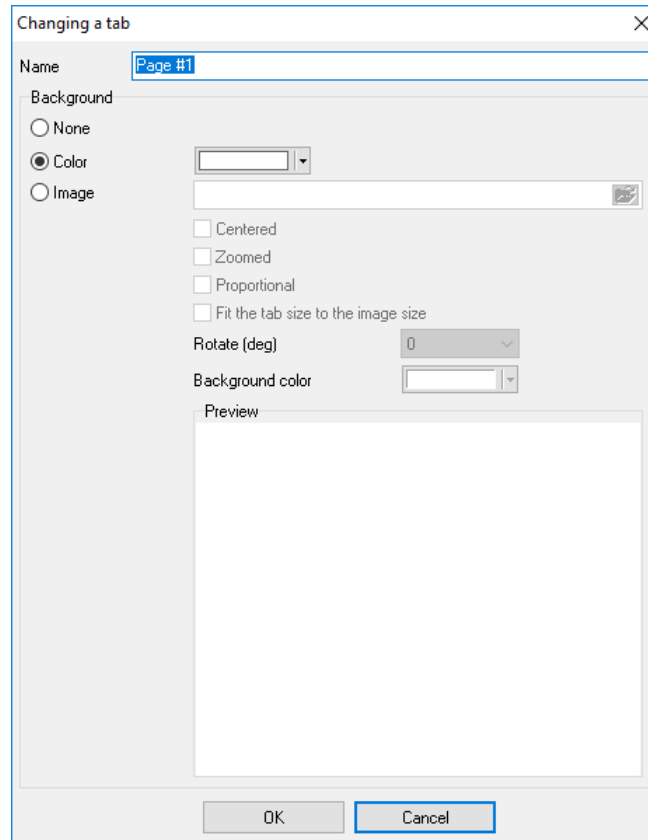 Changing a tab
Name Page #1
Background
None
Color
Image
Centered
Zoomed
Proportional
Fit the tab size to the image size
Rotate (deg) 0
Background color
Preview
OK Cancel